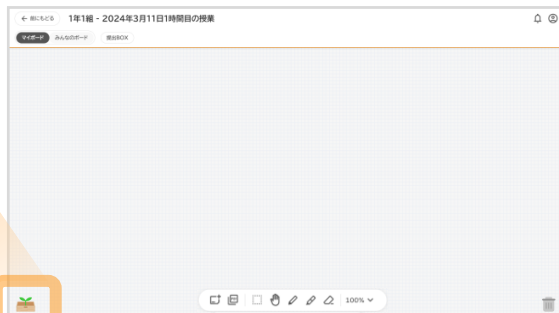 ← 前にもどる
1年1組 - 2024年3月11日1時間目の授業
マイボード
みんなのボード
提出BOX
100%